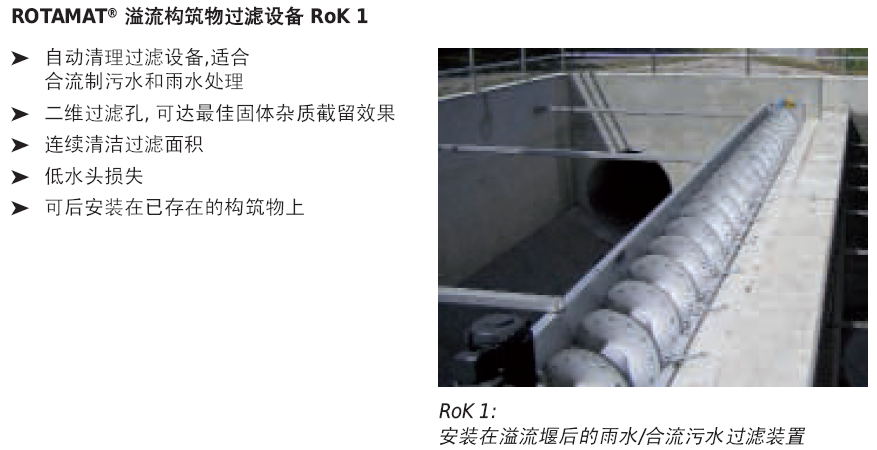 ROTAMAT® 溢流构筑物过滤设备 RoK 1
➤ 自动清理过滤设备,适合
合流制污水和雨水处理
➤ 二维过滤孔, 可达最佳固体杂质截留效果
➤ 连续清洁过滤面积
➤ 低水头损失
➤ 可后安装在已存在的构筑物上
RoK 1:
安装在溢流堰后的雨水/合流污水过滤装置